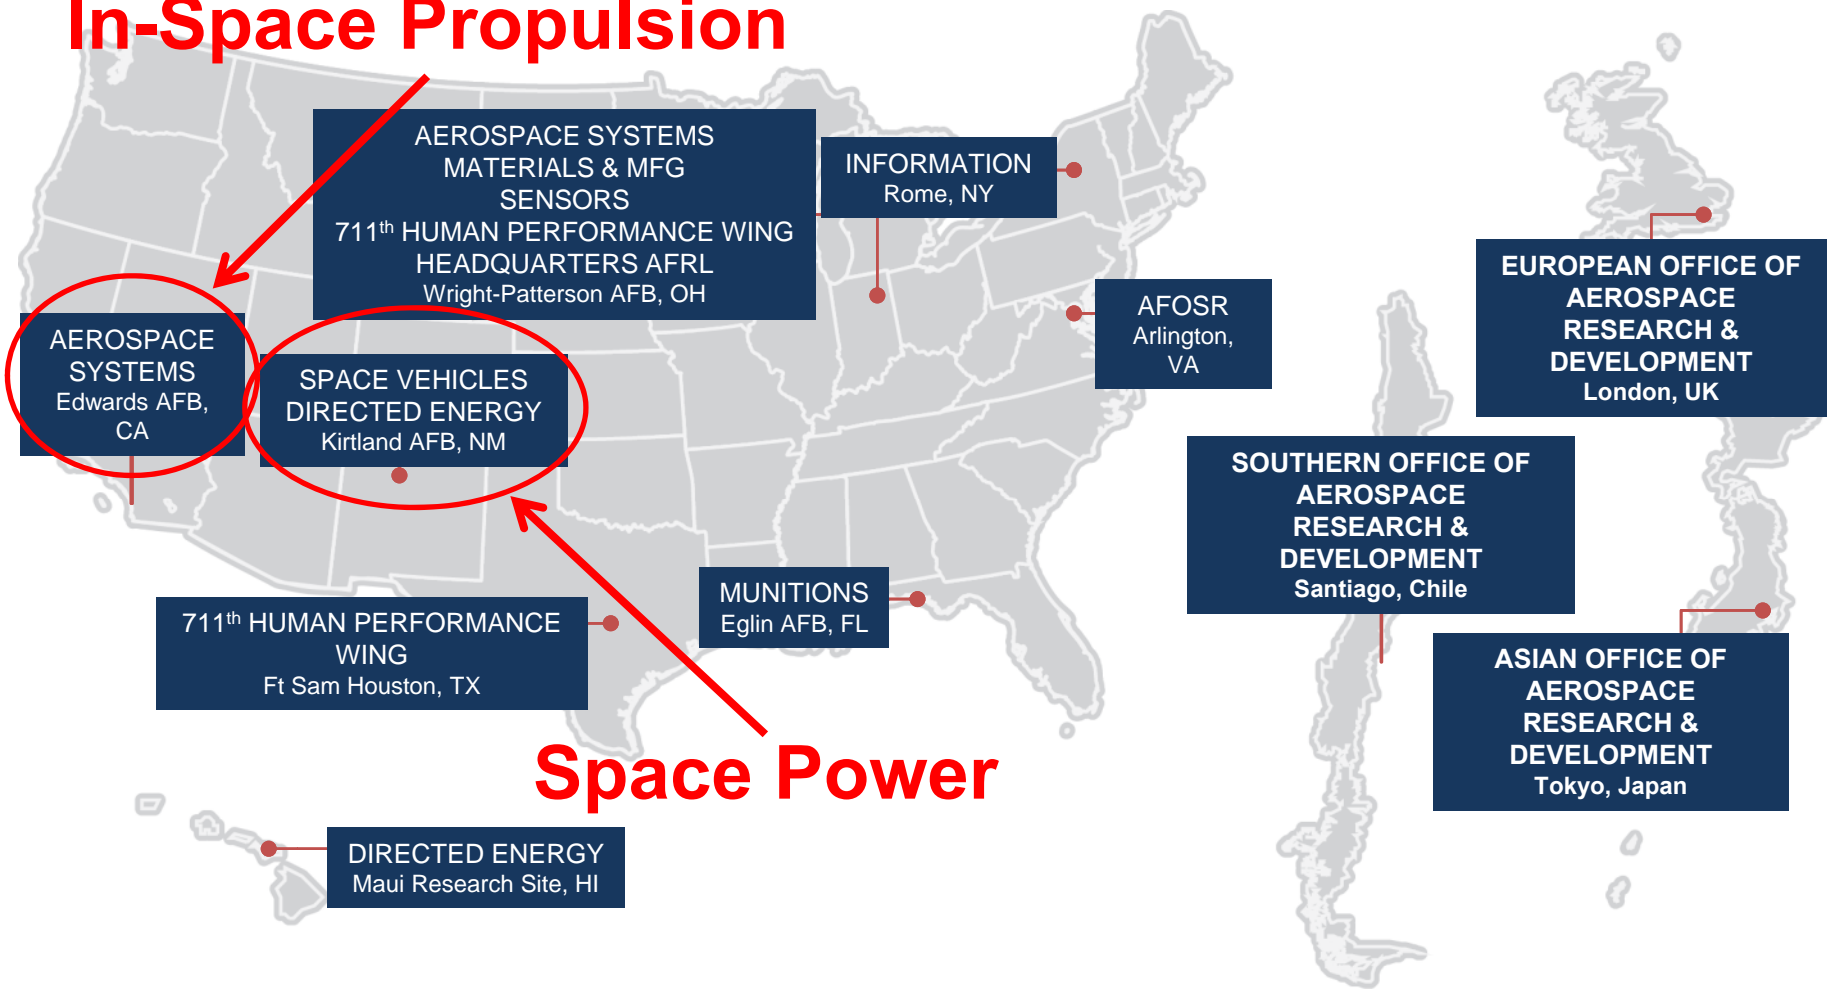 In-Space Propulsion
AEROSPACE SYSTEMS
MATERIALS & MFG
SENSORS
711th HUMAN PERFORMANCE WING
HEADQUARTERS AFRL
Wright-Patterson AFB, OH
INFORMATION
Rome, NY
AEROSPACE
SYSTEMS
Edwards AFB,
CA
SPACE VEHICLES
DIRECTED ENERGY
Kirtland AFB, NM
AFOSR
Arlington,
VA
EUROPEAN OFFICE OF
AEROSPACE
RESEARCH &
DEVELOPMENT
London, UK
SOUTHERN OFFICE OF
AEROSPACE
RESEARCH &
DEVELOPMENT
Santiago, Chile
MUNITIONS
Eglin AFB, FL
711th HUMAN PERFORMANCE
WING
Ft Sam Houston, TX
ASIAN OFFICE OF
AEROSPACE
RESEARCH &
DEVELOPMENT
Tokyo, Japan
Space Power
DIRECTED ENERGY
Maui Research Site, HI